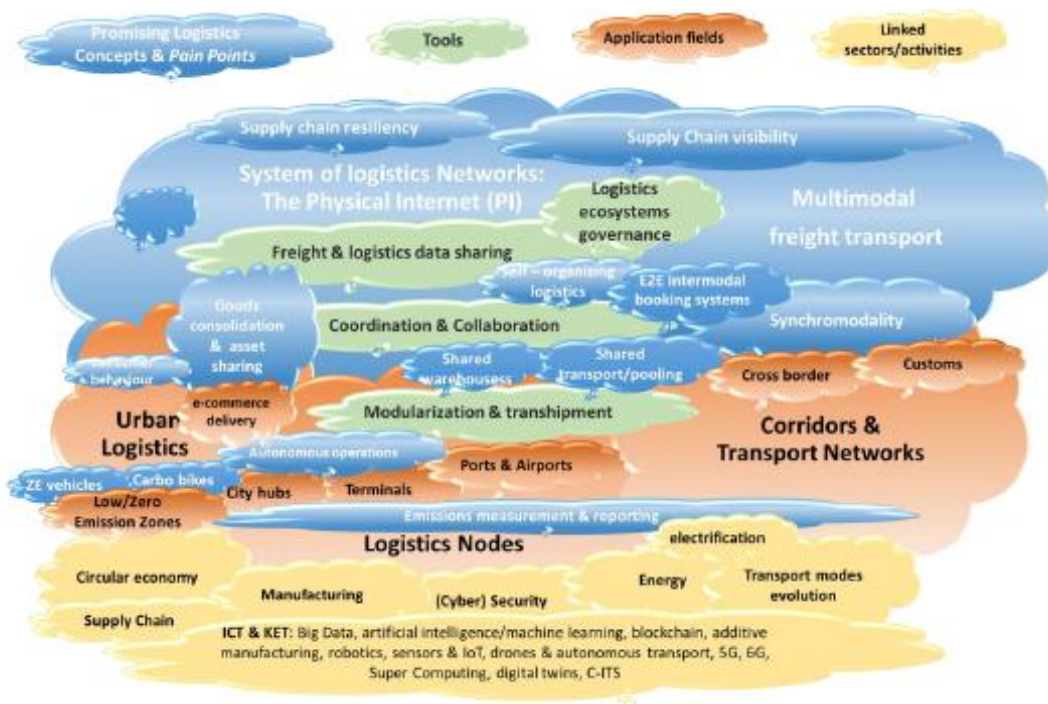 Promising Logistics
Concepts & Pain Points
Tools
Application fields
Linked
sectors/activities
Supply chain resiliency
Supply Chain visibility
System of logistics Networks:
The Physical Internet (PI)
Logistics
ecosystems
governance
Multimodal
freight transport
Freight & logistics data sharing
Self – organizing
logistics
E2E intermodal
booking systems
Goods
consolidation
& asset
sharing
Coordination & Collaboration
Synchromodality
behaviour
Shared
warehousess
Shared
transport/pooling
Cross border
Customs
e-commerce
delivery
Modularization & transhipment
Urban
Logistics
Corridors &
Transport Networks
Autonomous operations
Ports & Airports
ZE vehicles
Carbo bikes
City hubs
Terminals
Low/Zero
Emission Zones
Emissions measurement & reporting
Logistics Nodes
electrification
Circular economy
Manufacturing
(Cyber) Security
Energy
Transport modes
evolution
Supply Chain
ICT & KET: Big Data, artificial intelligence/machine learning, blockchain, additive
manufacturing, robotics, sensors & IoT, drones & autonomous transport, 5G, 6G,
Super Computing, digital twins, C-ITS